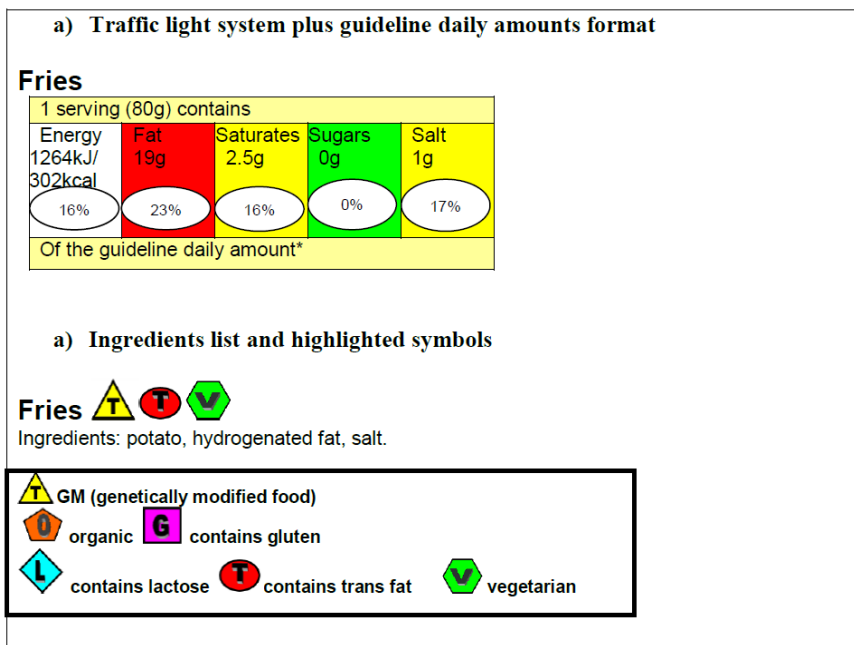 a) Traffic light system plus guideline daily amounts format
Fries
1 serving (80g) contains
Energy Fat Saturates Sugars Salt
1264kJ/ 19g 2.5g 0g 1g
302kcal
16% 23% 16% 0% 17%
Of the guideline daily amount*
a) Ingredients list and highlighted symbols
Fries T T V
Ingredients: potato, hydrogenated fat, salt.
T GM (genetically modified food)
O organic G contains gluten
L contains lactose T contains trans fat V vegetarian